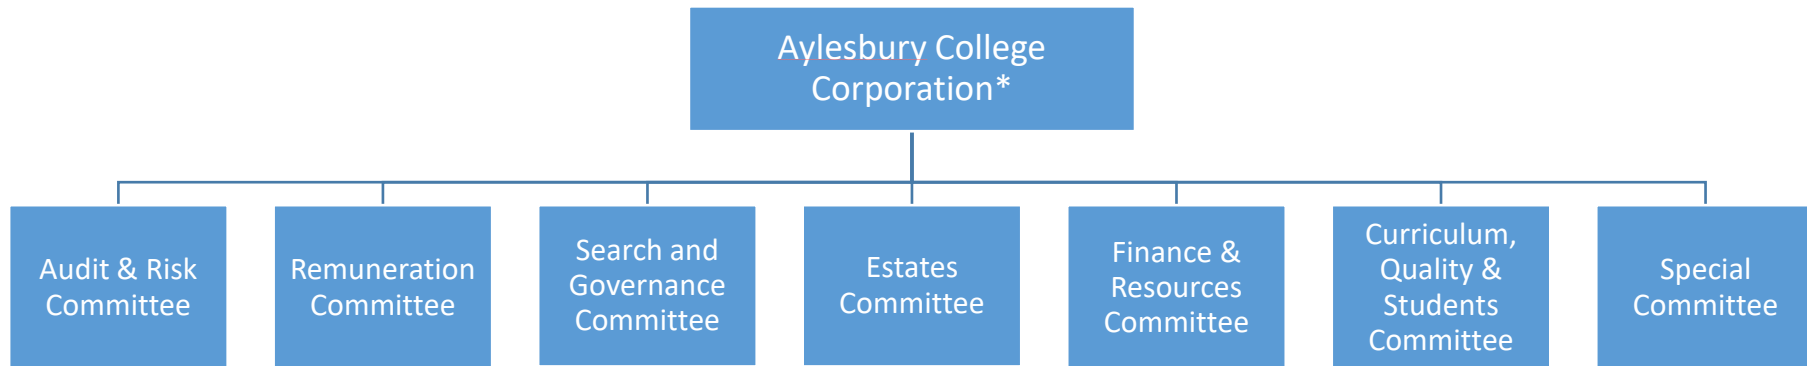 Aylesbury College
Corporation*
Audit & Risk
Committee
Remuneration
Committee
Search and
Governance
Committee
Estates
Committee
Finance &
Resources
Committee
Curriculum,
Quality &
Students
Committee
Special
Committee